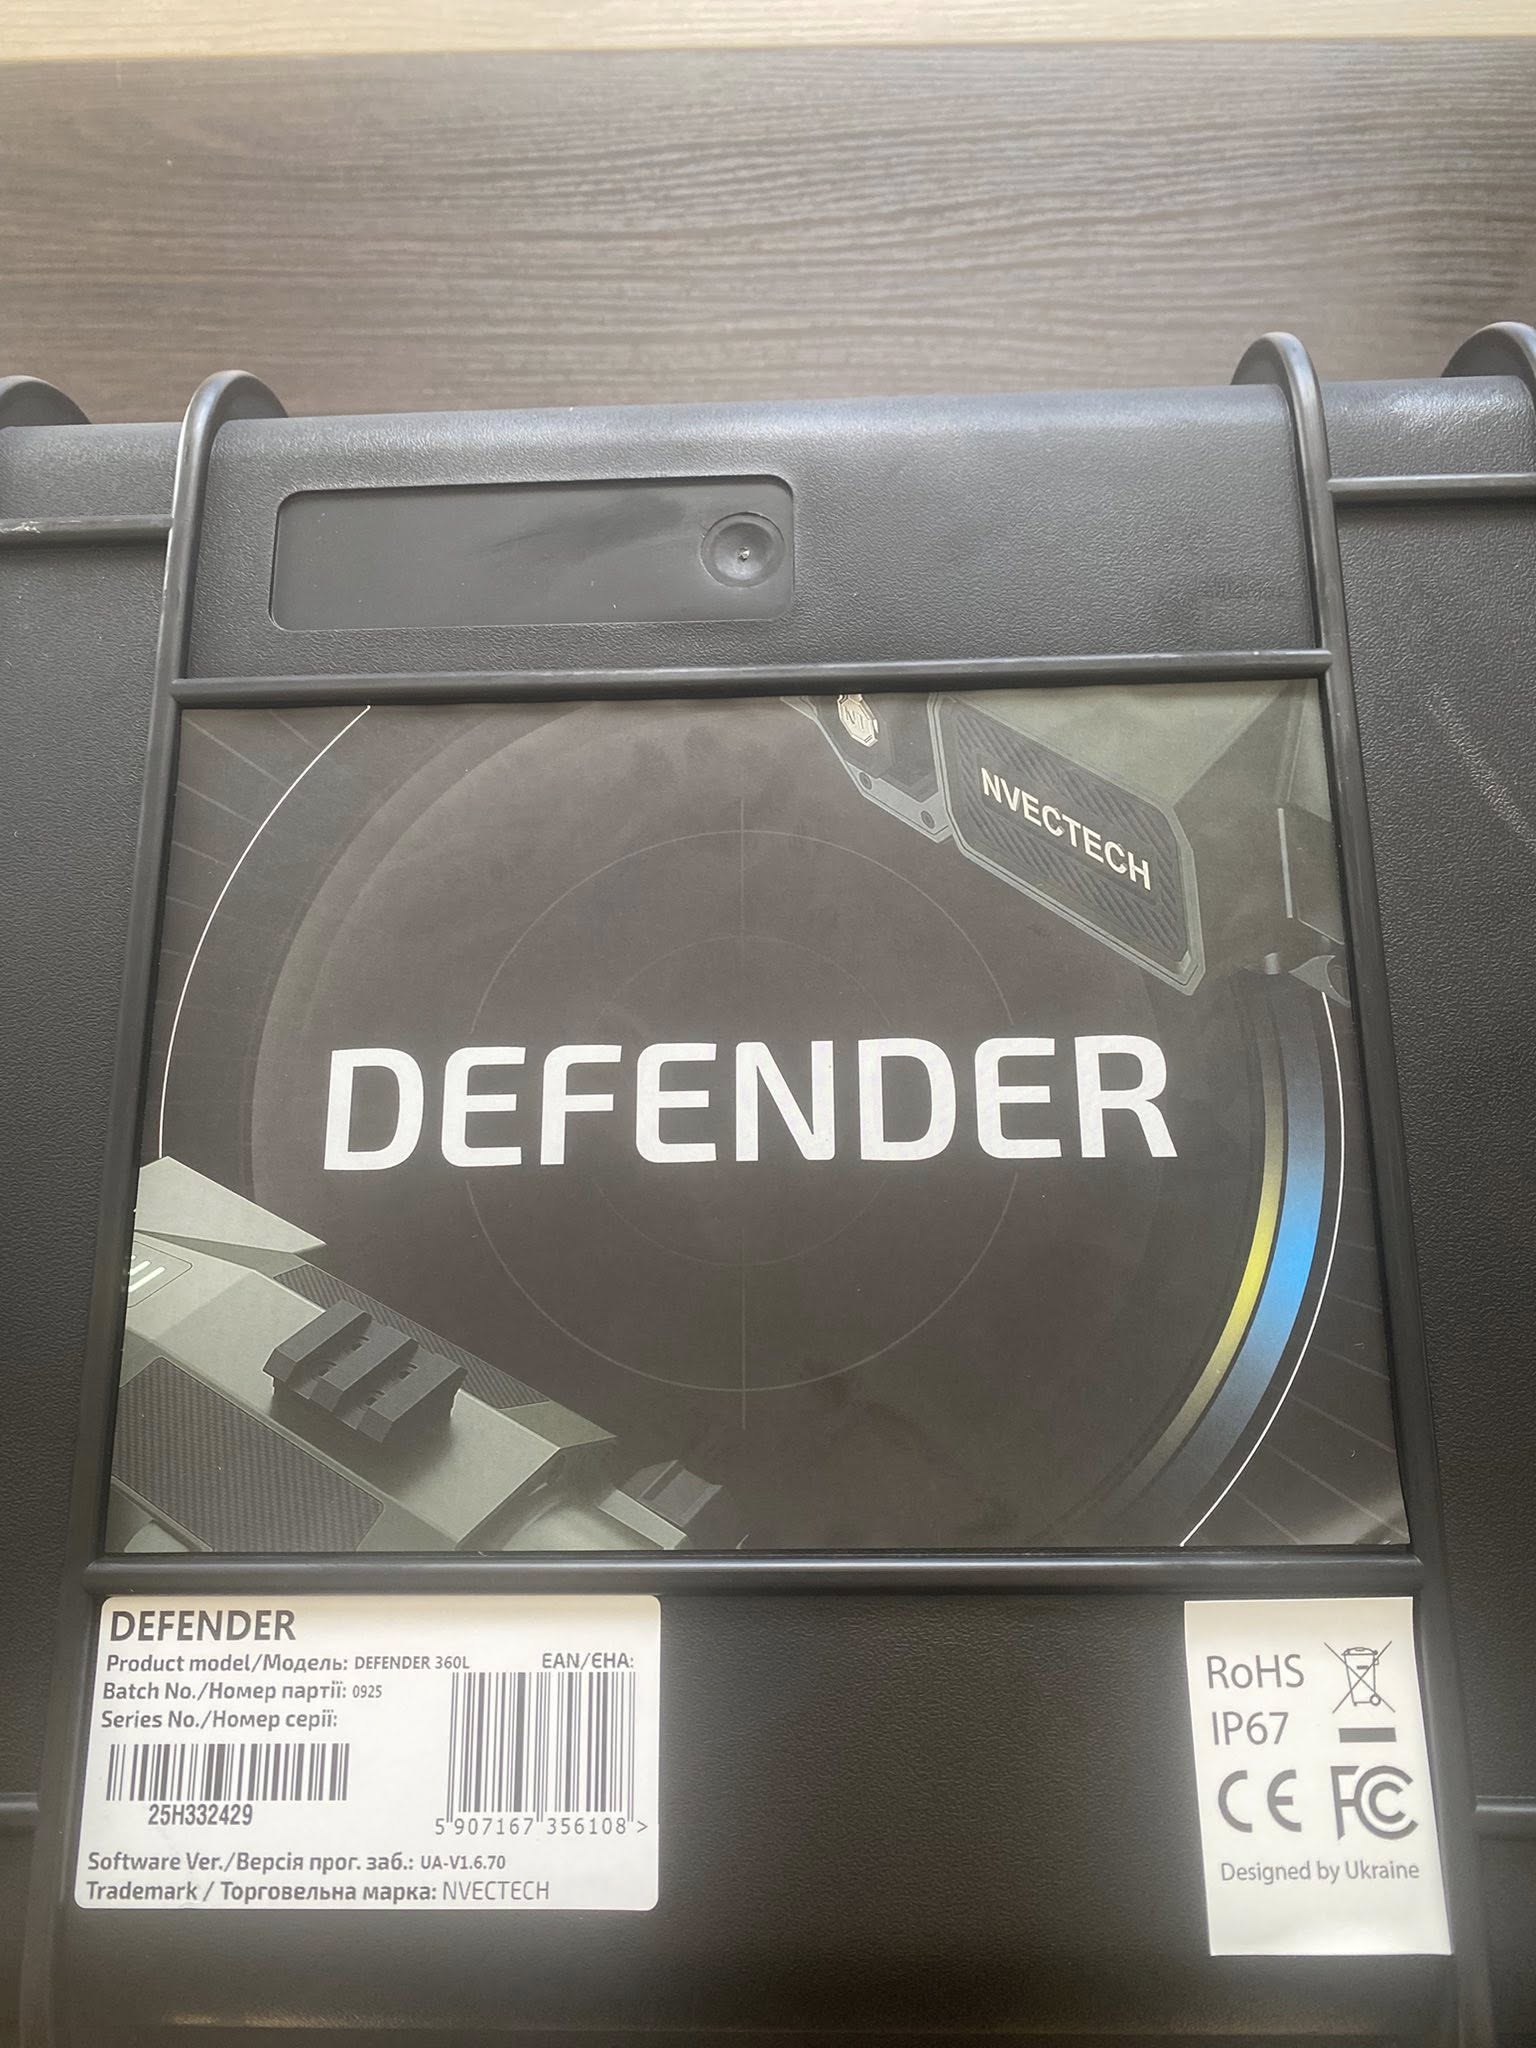 NT
NVECTECH
DEFENDER
DEFENDER
Product model/Модель: DEFENDER 360L
EAN/ЄНА:
Batch No./Номер партії: 0925
Series No./Номер серії:
25H332429
5 907167 356108 >
Software Ver./Версія прог. заб.: UA-V1.6.70
Trademark / Торговельна марка: NVECTECH
RoHS
IP67
CE FC
Designed by Ukraine